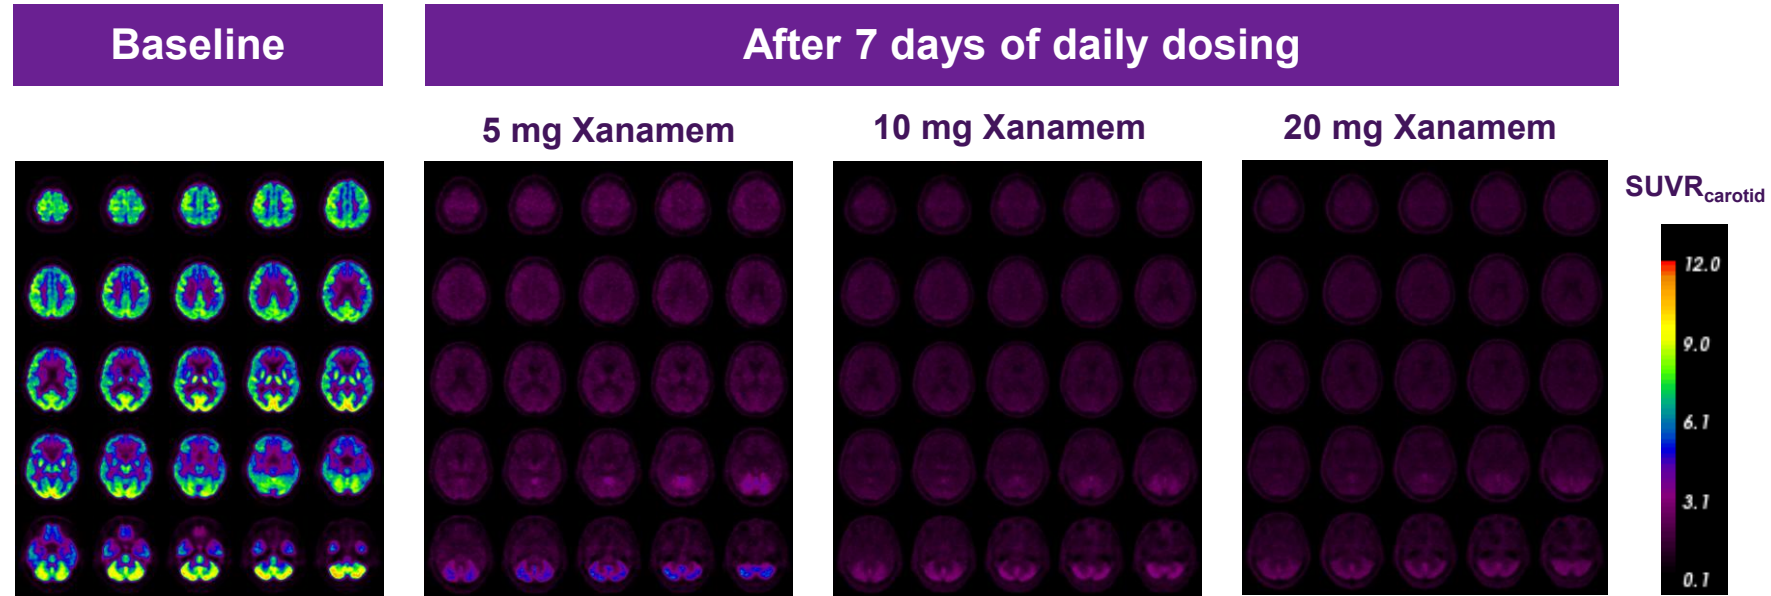 Baseline
After 7 days of daily dosing
5 mg Xanamem
10 mg Xanamem
20 mg Xanamem
SUVRcarotid
12.0
9.0
6.1
3.1
0.1